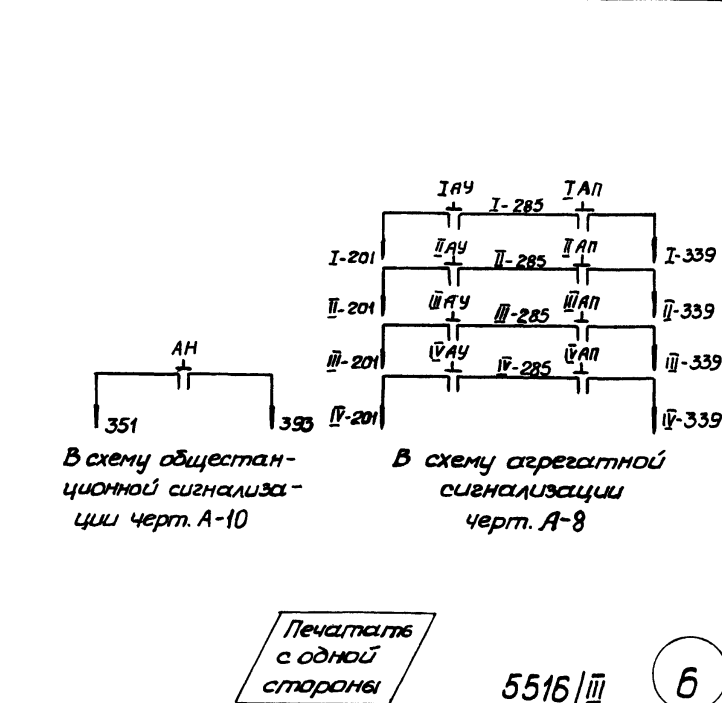 IАУ IАП
I-285
I-201 I-339
IIАУ IIАП
II-285
II-201 II-339
IIIАУ IIIАП
III-285
III-201 III-339
IVАУ IVАП
IV-285
IV-201 IV-339
АН
351 393
В схему общестан-
ционной сигнализа-
ции черт. А-10
В схему агрегатной
сигнализации
черт. А-8
Печатать
с одной
стороны
5516/III
6